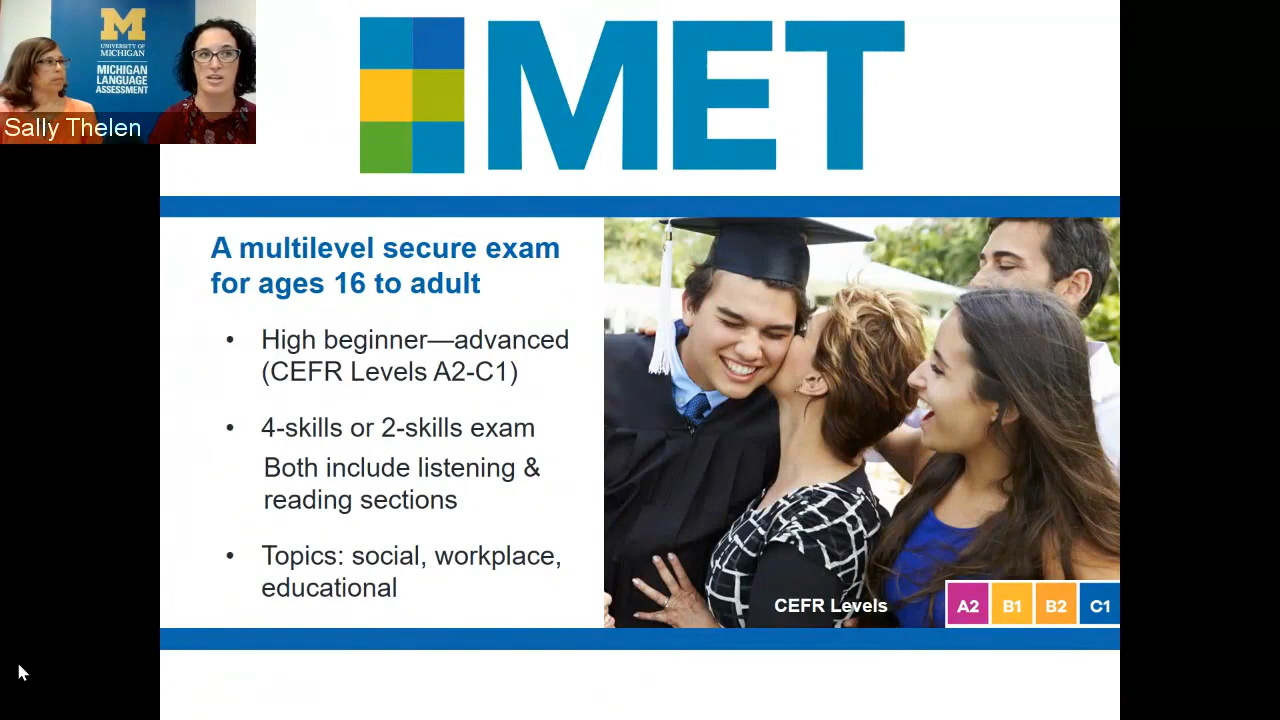 M
UNIVERSITY OF
MICHIGAN
MICHIGAN
LANGUAGE
ASSESSMENT
Sally Thelen
MET
A multilevel secure exam
for ages 16 to adult
• High beginner—advanced
(CEFR Levels A2-C1)
• 4-skills or 2-skills exam
Both include listening &
reading sections
• Topics: social, workplace,
educational
CEFR Levels A2 B1 B2 C1